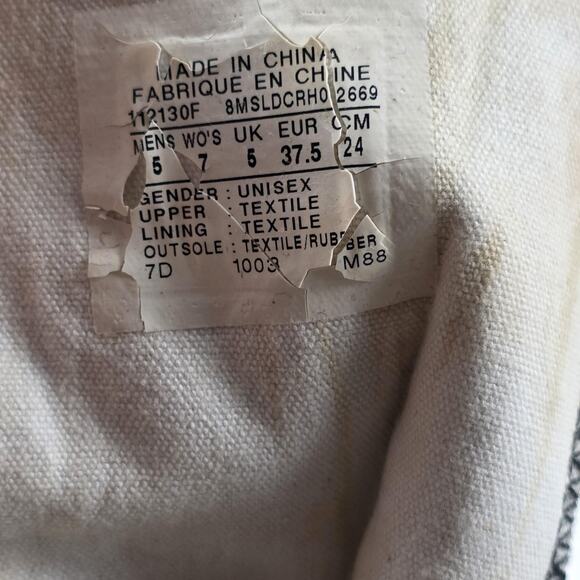 MADE IN CHINA
FABRIQUE EN CHINE
112130F 8MSLDCRH0 2669
MENS WO'S UK EUR CM
5 7 5 37.5 24
GENDER : UNISEX
UPPER : TEXTILE
LINING : TEXTILE
OUTSOLE : TEXTILE/RUBBER
7D 1003 M88